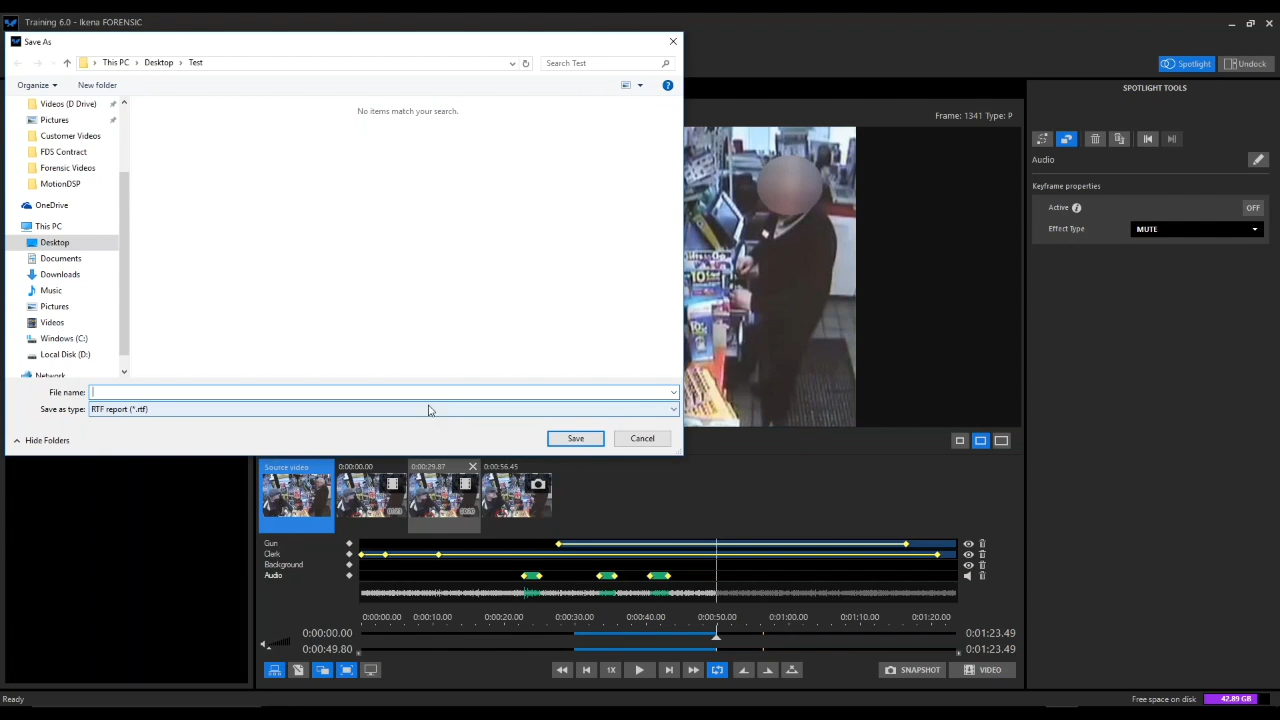 Training 6.0 - Ikena FORENSIC
Save As
This PC Desktop Test
Search Test
Spotlight
Undock
Organize
New folder
SPOTLIGHT TOOLS
Videos (D Drive)
No items match your search.
Frame: 1341 Type: P
Pictures
Customer Videos
FDS Contract
Audio
Forensic Videos
MotionDSP
Keyframe properties
OneDrive
Active
OFF
This PC
Effect Type
MUTE
Desktop
Documents
Downloads
Music
Pictures
Videos
Windows (C:)
Local Disk (D:)
Network
File name:
Save as type: RTF report (*.rtf)
Hide Folders
Save
Cancel
Source video
0:00:00.00
0:00:29.87
0:00:56.45
Gun
Clerk
Background
Audio
0:00:00.00 0:00:10.00 0:00:20.00 0:00:30.00 0:00:40.00 0:00:50.00 0:01:00.00 0:01:10.00 0:01:20.00
0:00:00.00
0:01:23.49
0:00:49.80
0:01:23.49
1X
SNAPSHOT
VIDEO
Ready
Free space on disk
42.89 GB